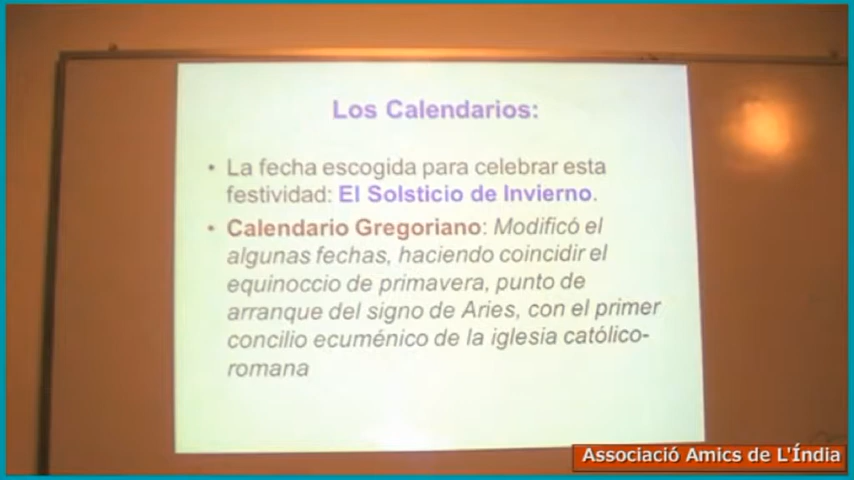 Los Calendarios:
• La fecha escogida para celebrar esta
festividad: El Solsticio de Invierno.
• Calendario Gregoriano: Modificó el
algunas fechas, haciendo coincidir el
equinoccio de primavera, punto de
arranque del signo de Aries, con el primer
concilio ecuménico de la iglesia católico-
romana
Associació Amics de L'Índia